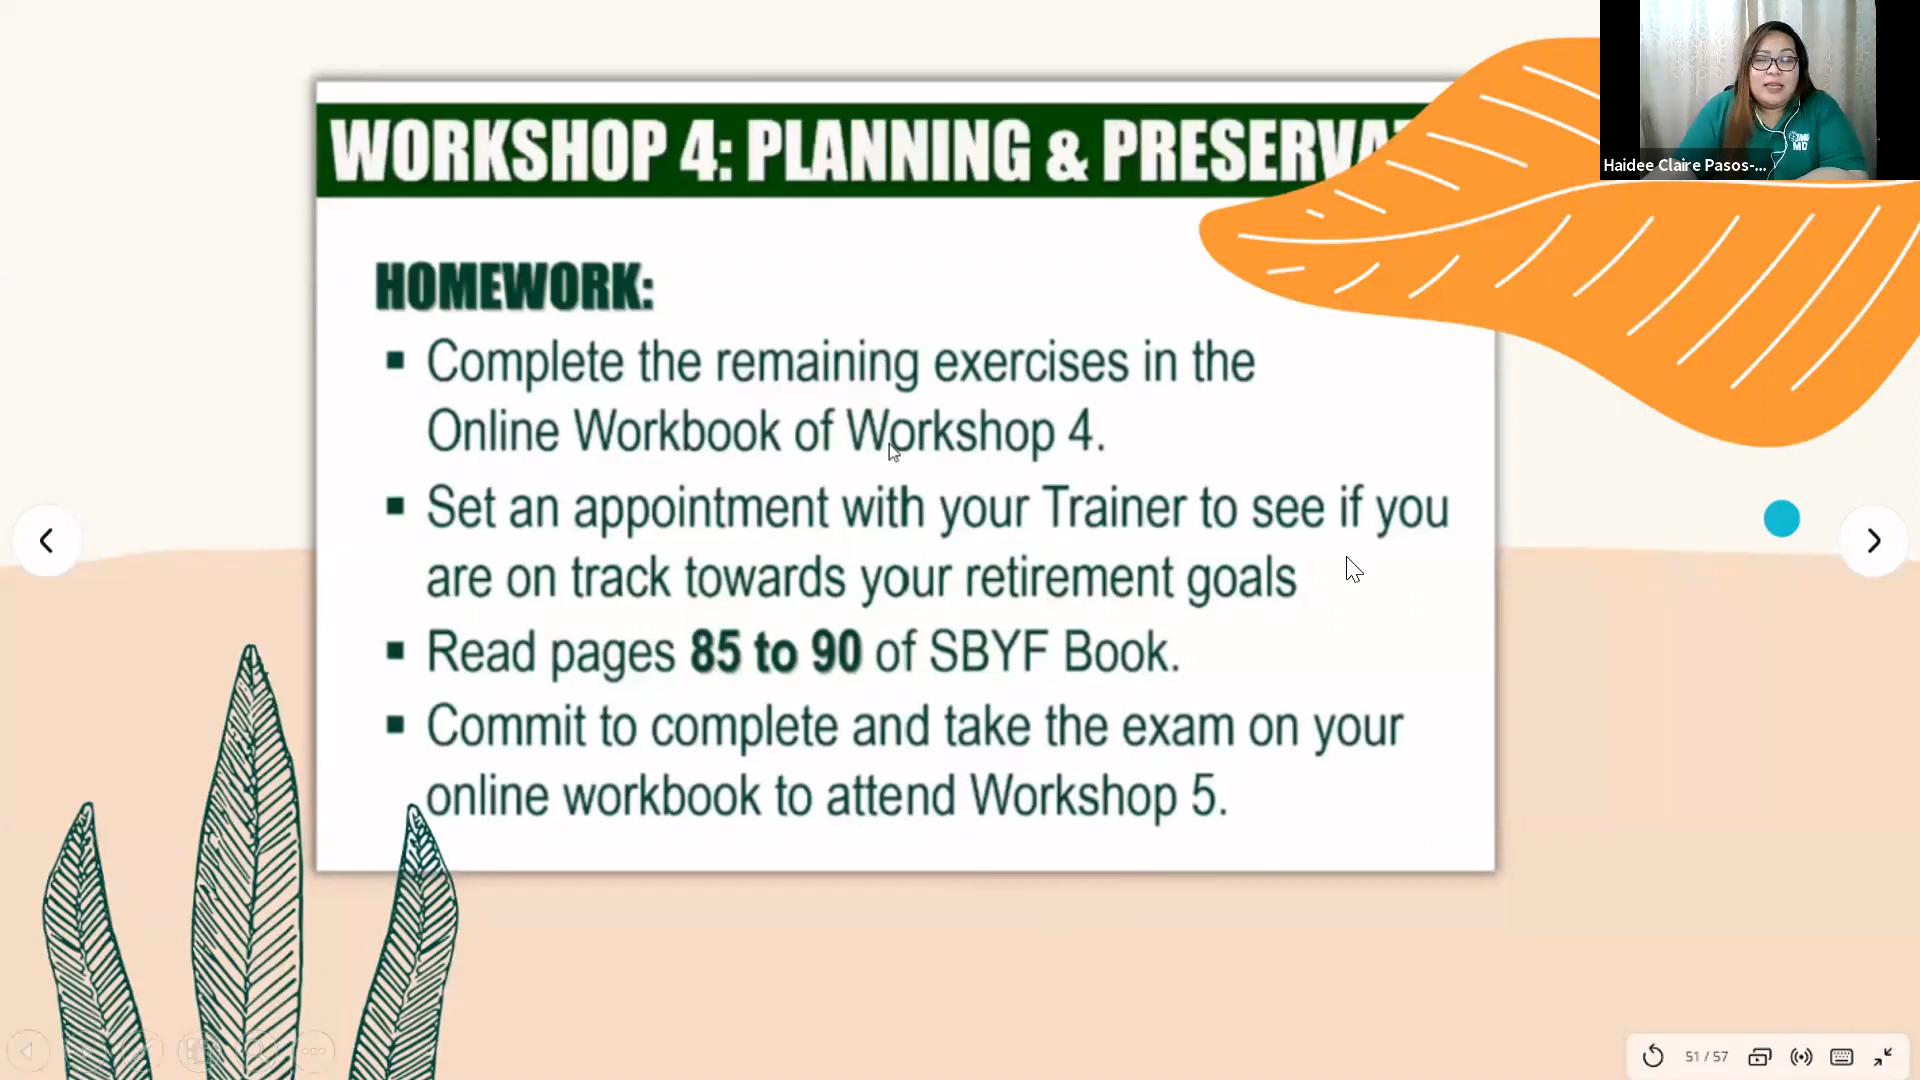 WORKSHOP 4: PLANNING & PRESERVA
HOMEWORK:
▪ Complete the remaining exercises in the
Online Workbook of Workshop 4.
▪ Set an appointment with your Trainer to see if you
are on track towards your retirement goals
▪ Read pages 85 to 90 of SBYF Book.
▪ Commit to complete and take the exam on your
online workbook to attend Workshop 5.
Haidee Claire Pasos-...
51 / 57